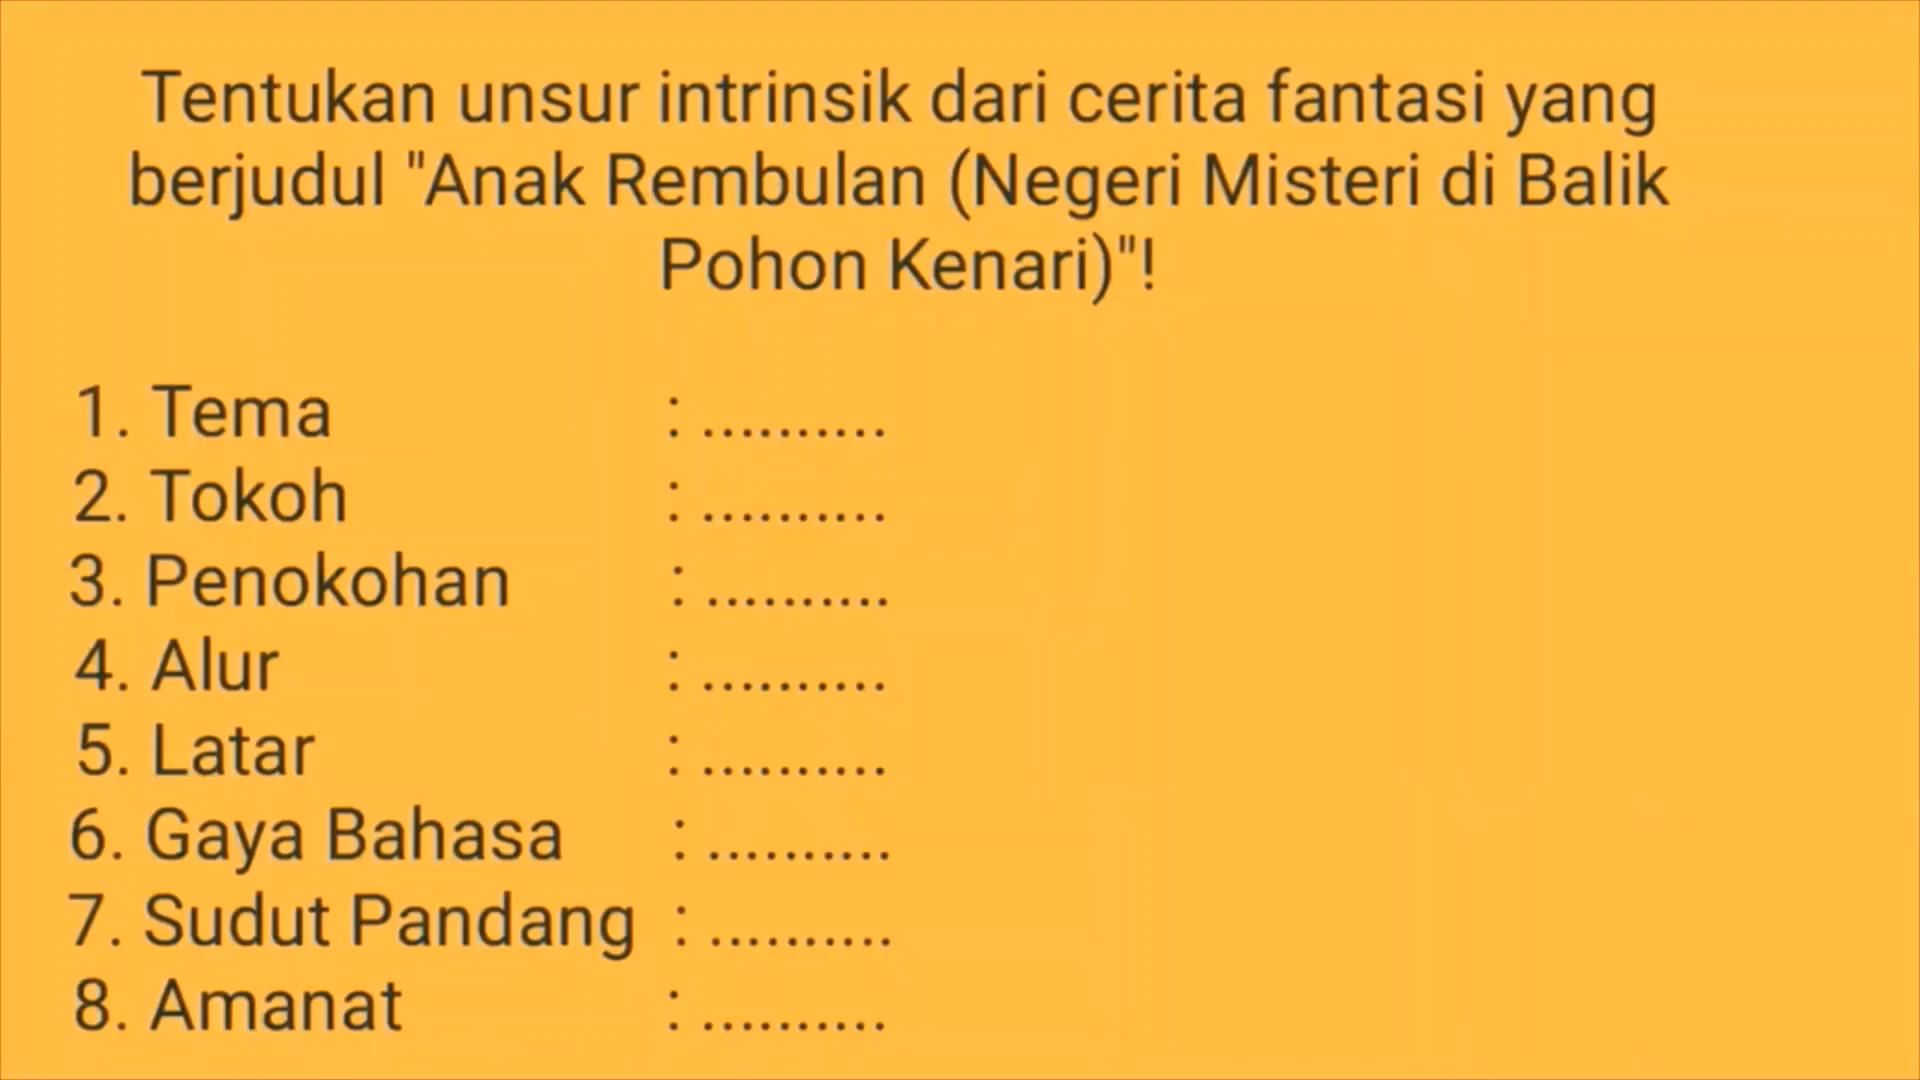 Tentukan unsur intrinsik dari cerita fantasi yang
berjudul "Anak Rembulan (Negeri Misteri di Balik
Pohon Kenari)"!
1. Tema : ..........
2. Tokoh : ..........
3. Penokohan : ..........
4. Alur : ..........
5. Latar : ..........
6. Gaya Bahasa : ..........
7. Sudut Pandang : ..........
8. Amanat : ..........